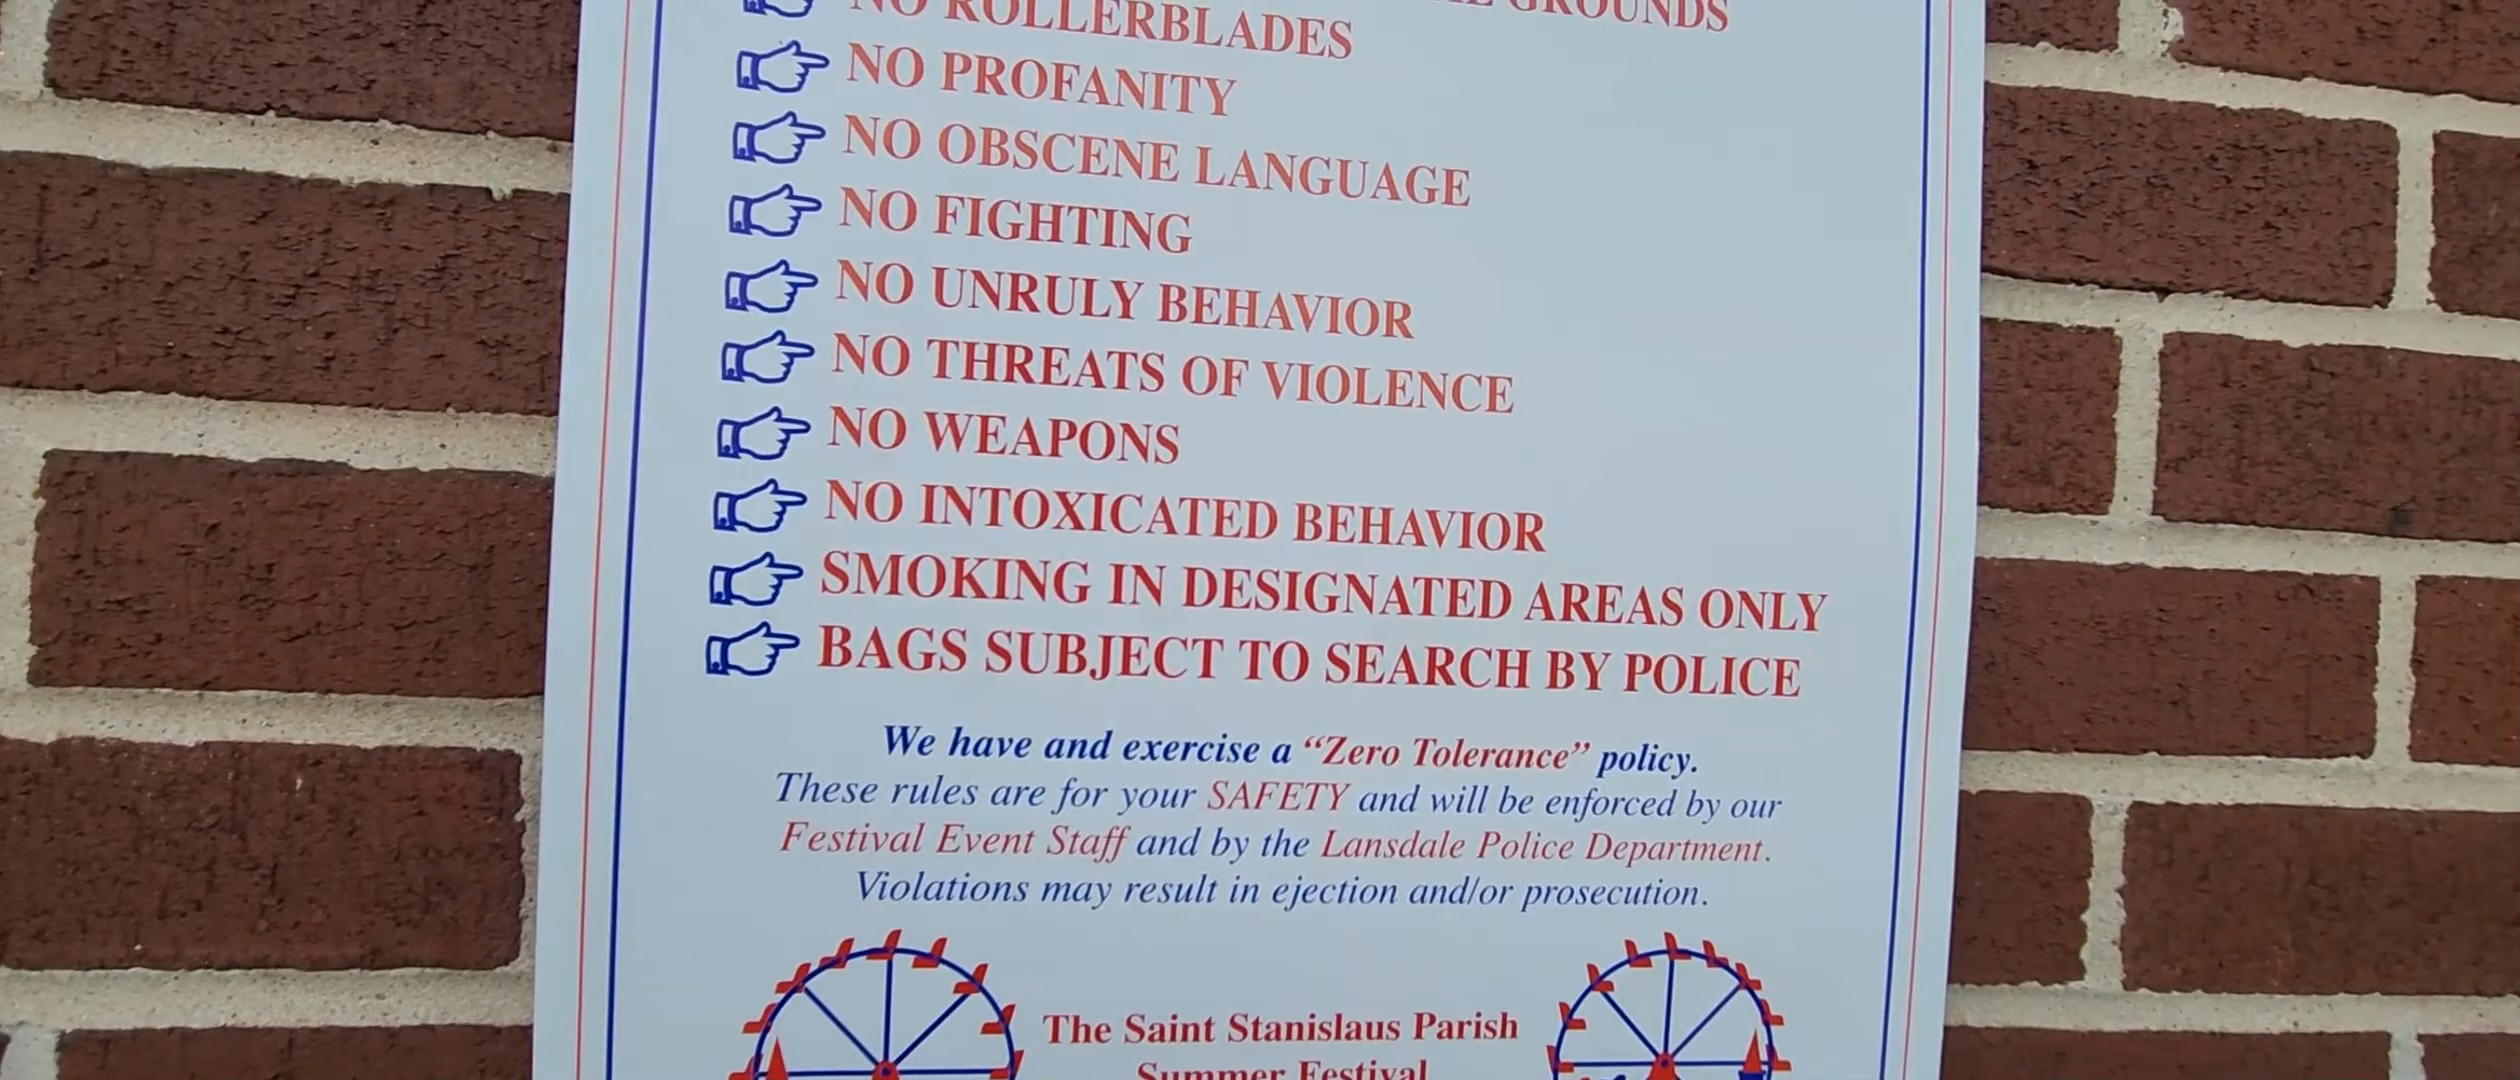 GROUNDS
NO ROLLERBLADES
NO PROFANITY
NO OBSCENE LANGUAGE
NO FIGHTING
NO UNRULY BEHAVIOR
NO THREATS OF VIOLENCE
NO WEAPONS
NO INTOXICATED BEHAVIOR
SMOKING IN DESIGNATED AREAS ONLY
BAGS SUBJECT TO SEARCH BY POLICE
We have and exercise a “Zero Tolerance” policy.
These rules are for your SAFETY and will be enforced by our
Festival Event Staff and by the Lansdale Police Department.
Violations may result in ejection and/or prosecution.
The Saint Stanislaus Parish
Summer Festival